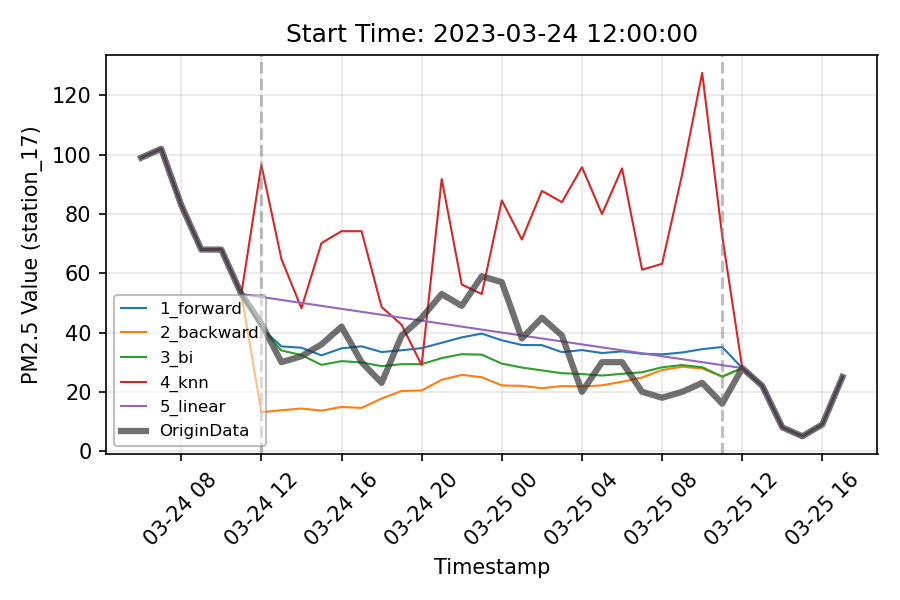 Start Time: 2023-03-24 12:00:00
PM2.5 Value (station_17)
120
100
80
60
40
20
0
1_forward
2_backward
3_bi
4_knn
5_linear
OriginData
03-24 08
03-24 12
03-24 16
03-24 20
03-25 00
03-25 04
03-25 08
03-25 12
03-25 16
Timestamp